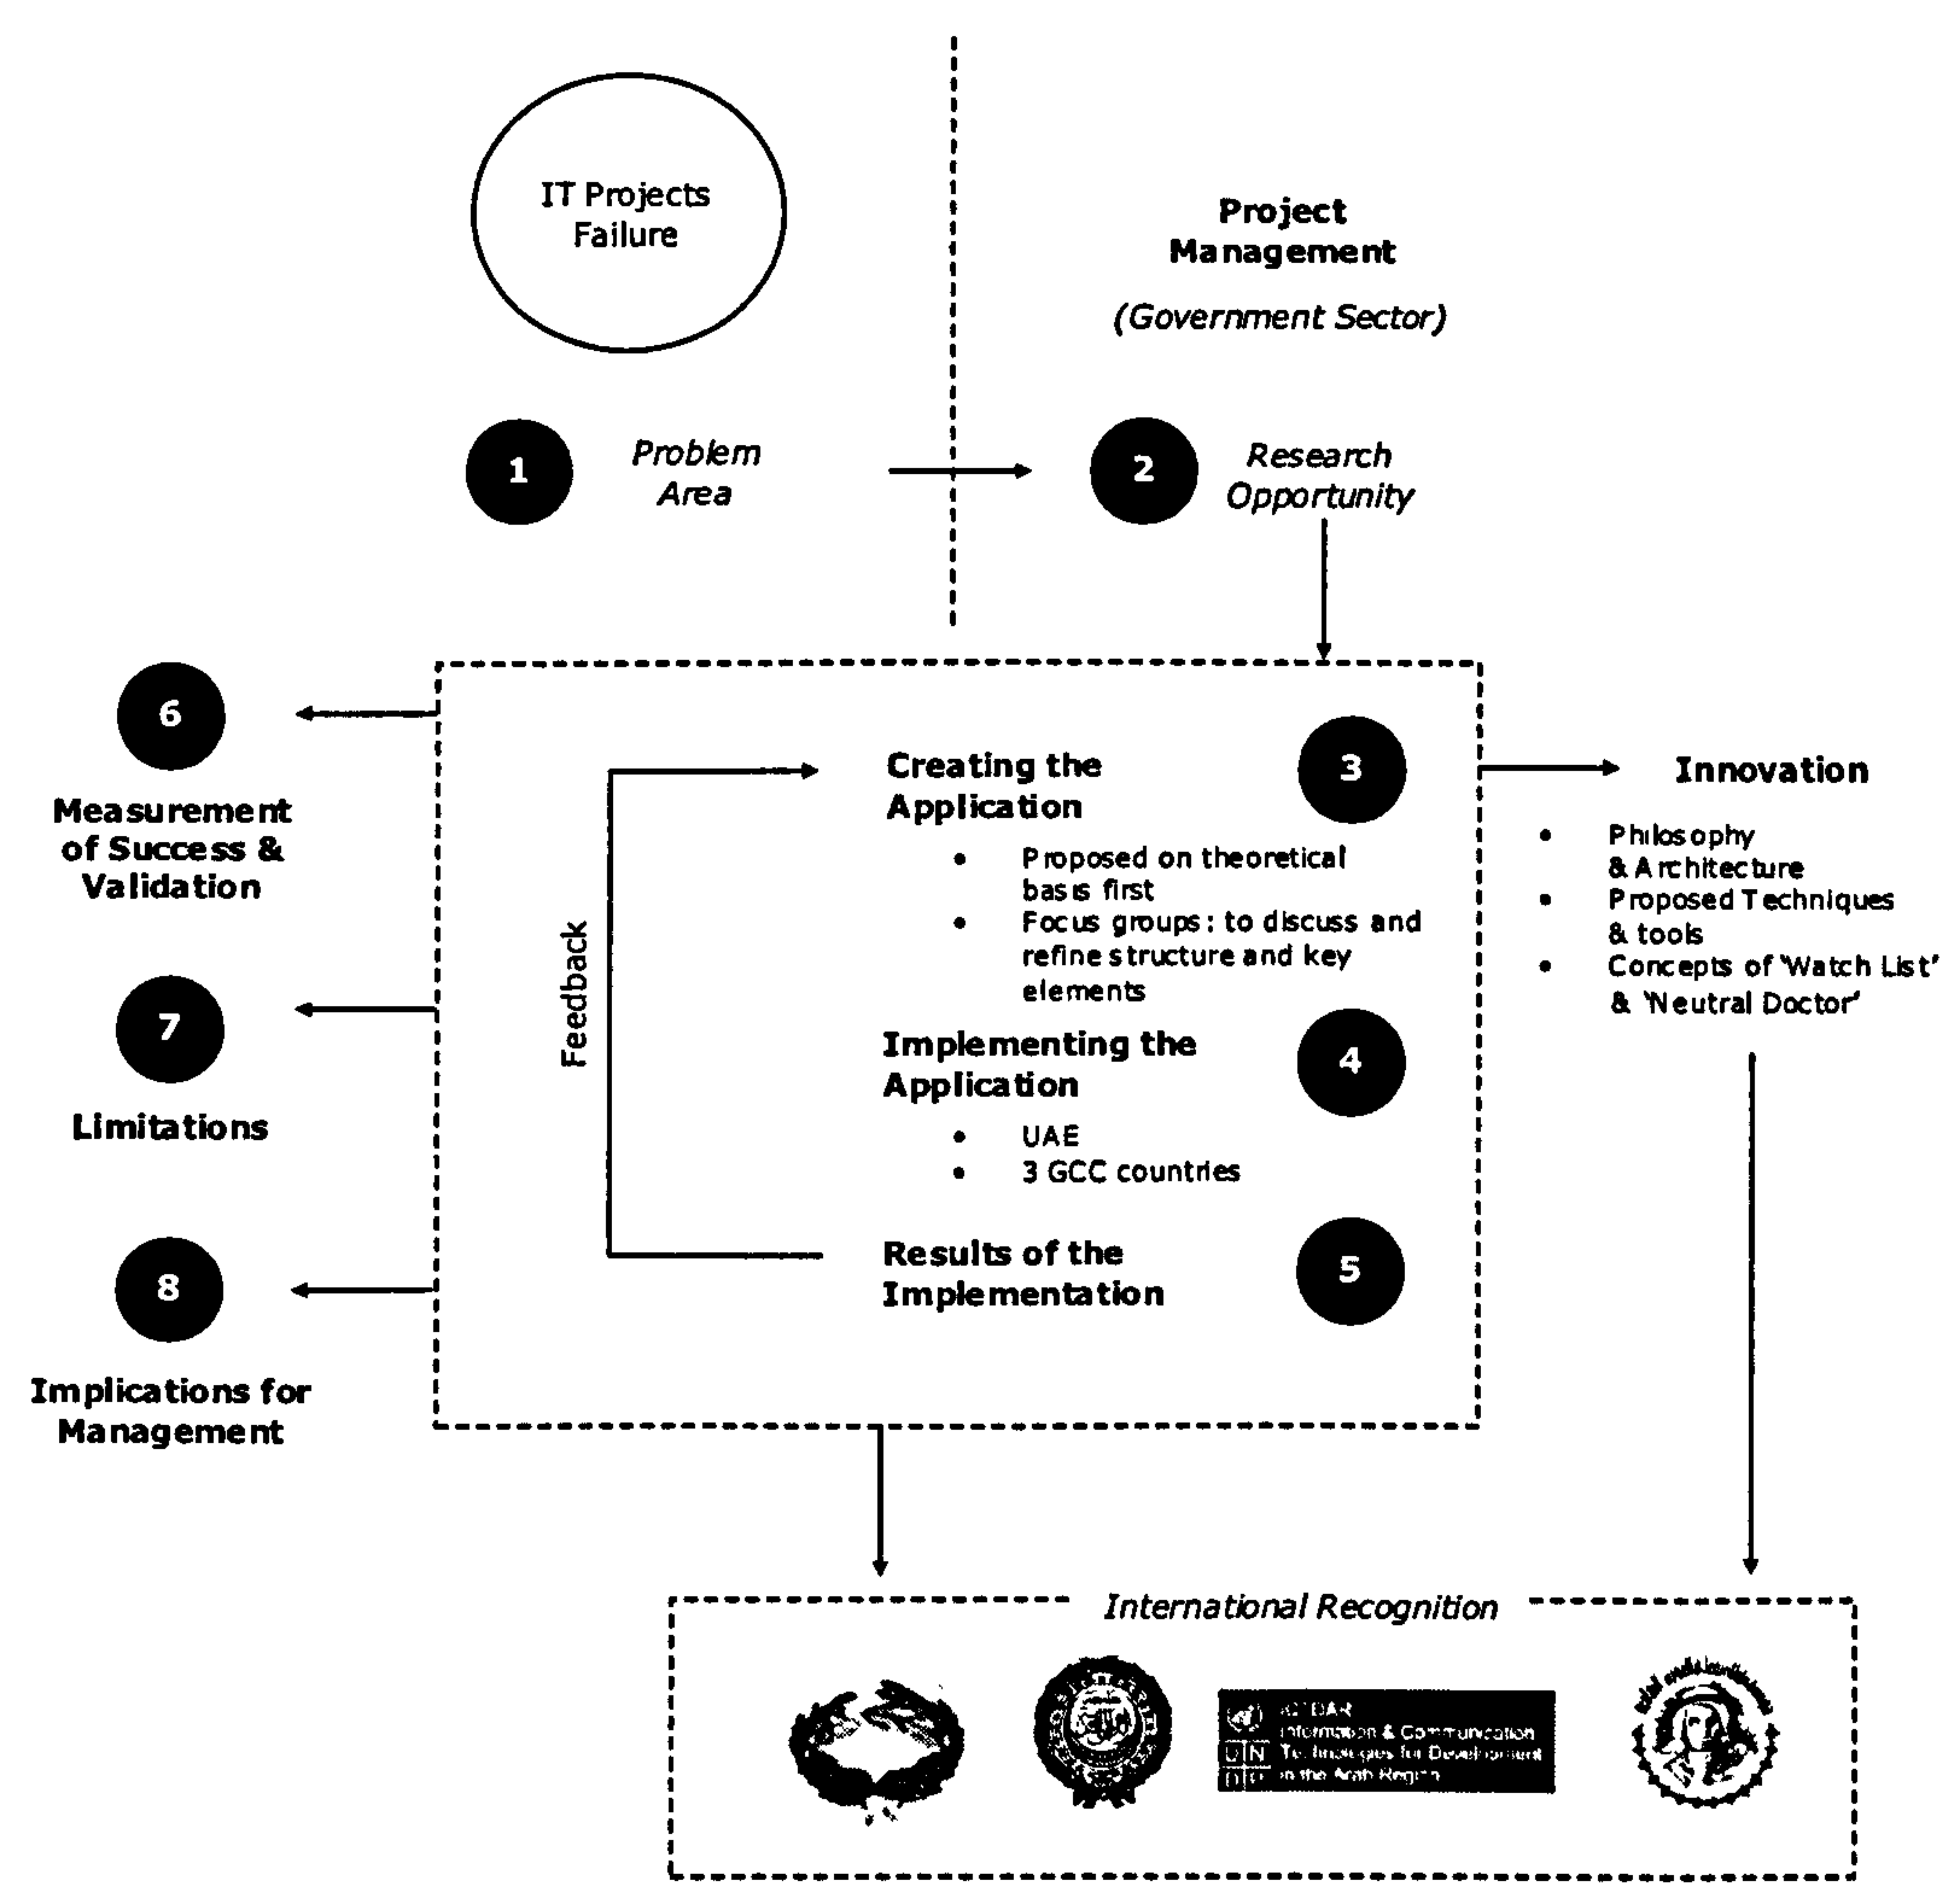 IT Projects
Failure
Project
Management
(Government Sector)
1
Problem
Area
2
Research
Opportunity
6
Measurement
of Success &
Validation
7
Limitations
8
Implications for
Management
Feedback
Creating the
Application
3
• Proposed on theoretical
basis first
• Focus groups: to discuss and
refine structure and key
elements
Implementing the
Application
4
• UAE
• 3 GCC countries
Results of the
Implementation
5
Innovation
• Philosophy
& Architecture
• Proposed Techniques
& tools
• Concepts of 'Watch List'
& 'Neutral Doctor'
International Recognition
Information & Communication
Technologies for Development
in the Arab Region
UN
DP